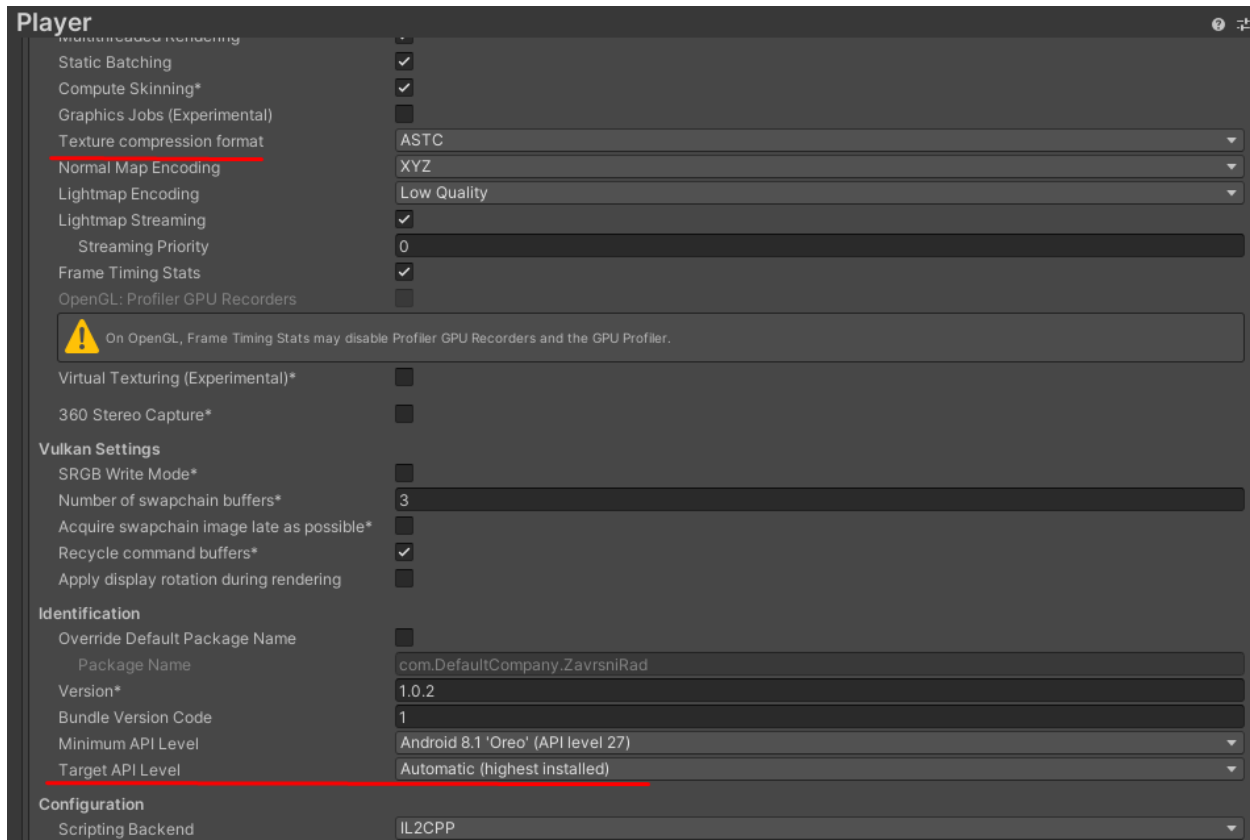 Player
Multithreaded Rendering
Static Batching
Compute Skinning*
Graphics Jobs (Experimental)
Texture compression format ASTC
Normal Map Encoding XYZ
Lightmap Encoding Low Quality
Lightmap Streaming
Streaming Priority 0
Frame Timing Stats
OpenGL: Profiler GPU Recorders
On OpenGL, Frame Timing Stats may disable Profiler GPU Recorders and the GPU Profiler.
Virtual Texturing (Experimental)*
360 Stereo Capture*
Vulkan Settings
SRGB Write Mode*
Number of swapchain buffers* 3
Acquire swapchain image late as possible*
Recycle command buffers*
Apply display rotation during rendering
Identification
Override Default Package Name
Package Name com.DefaultCompany.ZavrsniRad
Version* 1.0.2
Bundle Version Code 1
Minimum API Level Android 8.1 'Oreo' (API level 27)
Target API Level Automatic (highest installed)
Configuration
Scripting Backend IL2CPP